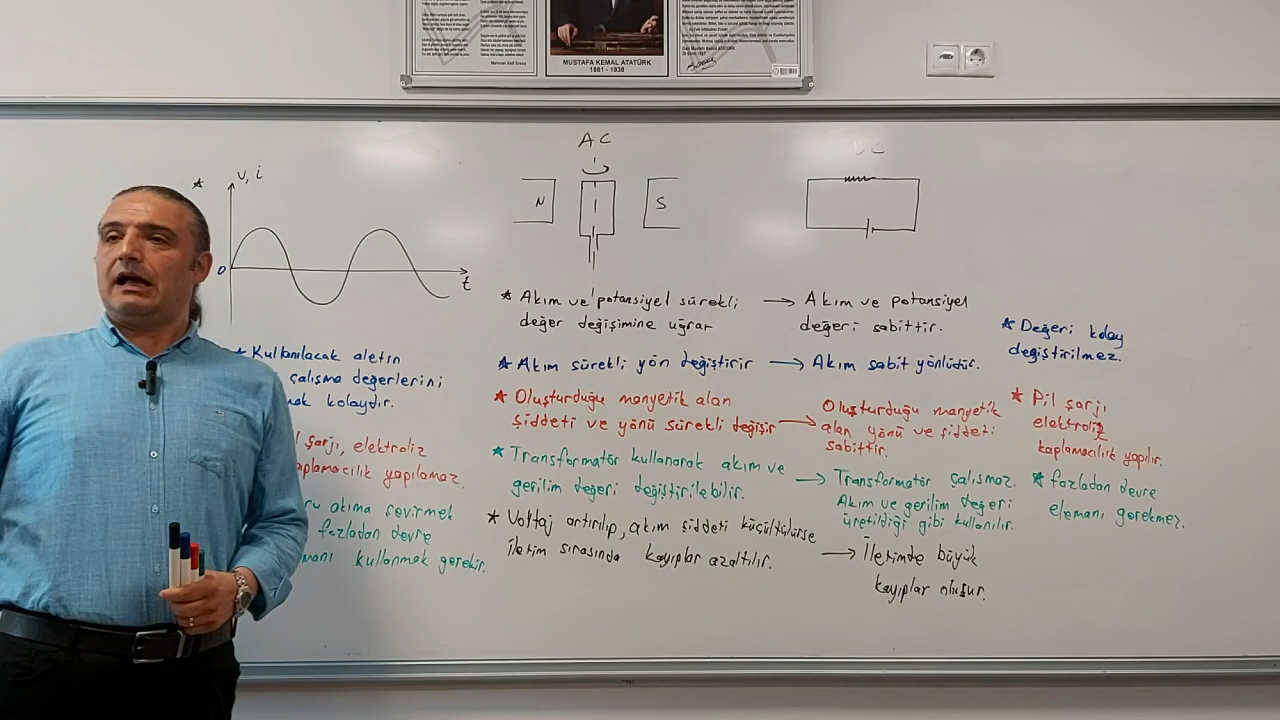 Mehmet Akif Ersoy
MUSTAFA KEMAL ATATÜRK
1881 - 1938
AC
DC
★
v, i
0
t
N
S
★ Akım ve potansiyel sürekli
değer değişimine uğrar
→ Akım ve potansiyel
değeri sabittir.
★ Akım sürekli yön değiştirir → Akım sabit yönlüdür.
★ Oluşturduğu manyetik alan
şiddeti ve yönü sürekli değişir →
Oluşturduğu manyetik
alan yönü ve şiddeti
sabittir.
★ Transformatör kullanarak akım ve
gerilim değeri değiştirilebilir.
→ Transformatör çalışmaz.
Akım ve gerilim değeri
üretildiği gibi kullanılır.
★ Voltaj artırılıp, akım şiddeti küçültülürse
iletim sırasında kayıplar azaltılır.
→ İletimde büyük
kayıplar oluşur.
★ Kullanılacak aletin
çalışma değerlerini
kolaydır.
şarjı, elektroliz
kaplamacılık yapılamaz.
akıma çevirmek
fazladan devre
kullanmak gerekir.
★ Değeri kolay
değiştirilmez.
★ Pil şarjı
elektroliz
kaplamacılık yapılır.
★ fazladan devre
elemanı gerekmez.